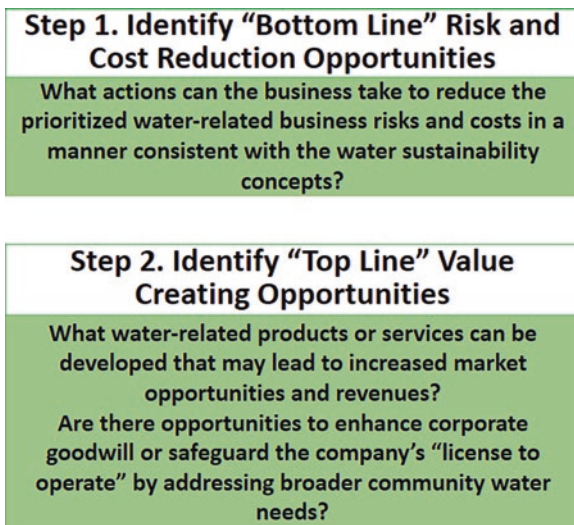 Step 1. Identify “Bottom Line” Risk and
Cost Reduction Opportunities
What actions can the business take to reduce the
prioritized water-related business risks and costs in a
manner consistent with the water sustainability
concepts?
Step 2. Identify “Top Line” Value
Creating Opportunities
What water-related products or services can be
developed that may lead to increased market
opportunities and revenues?
Are there opportunities to enhance corporate
goodwill or safeguard the company’s “license to
operate” by addressing broader community water
needs?